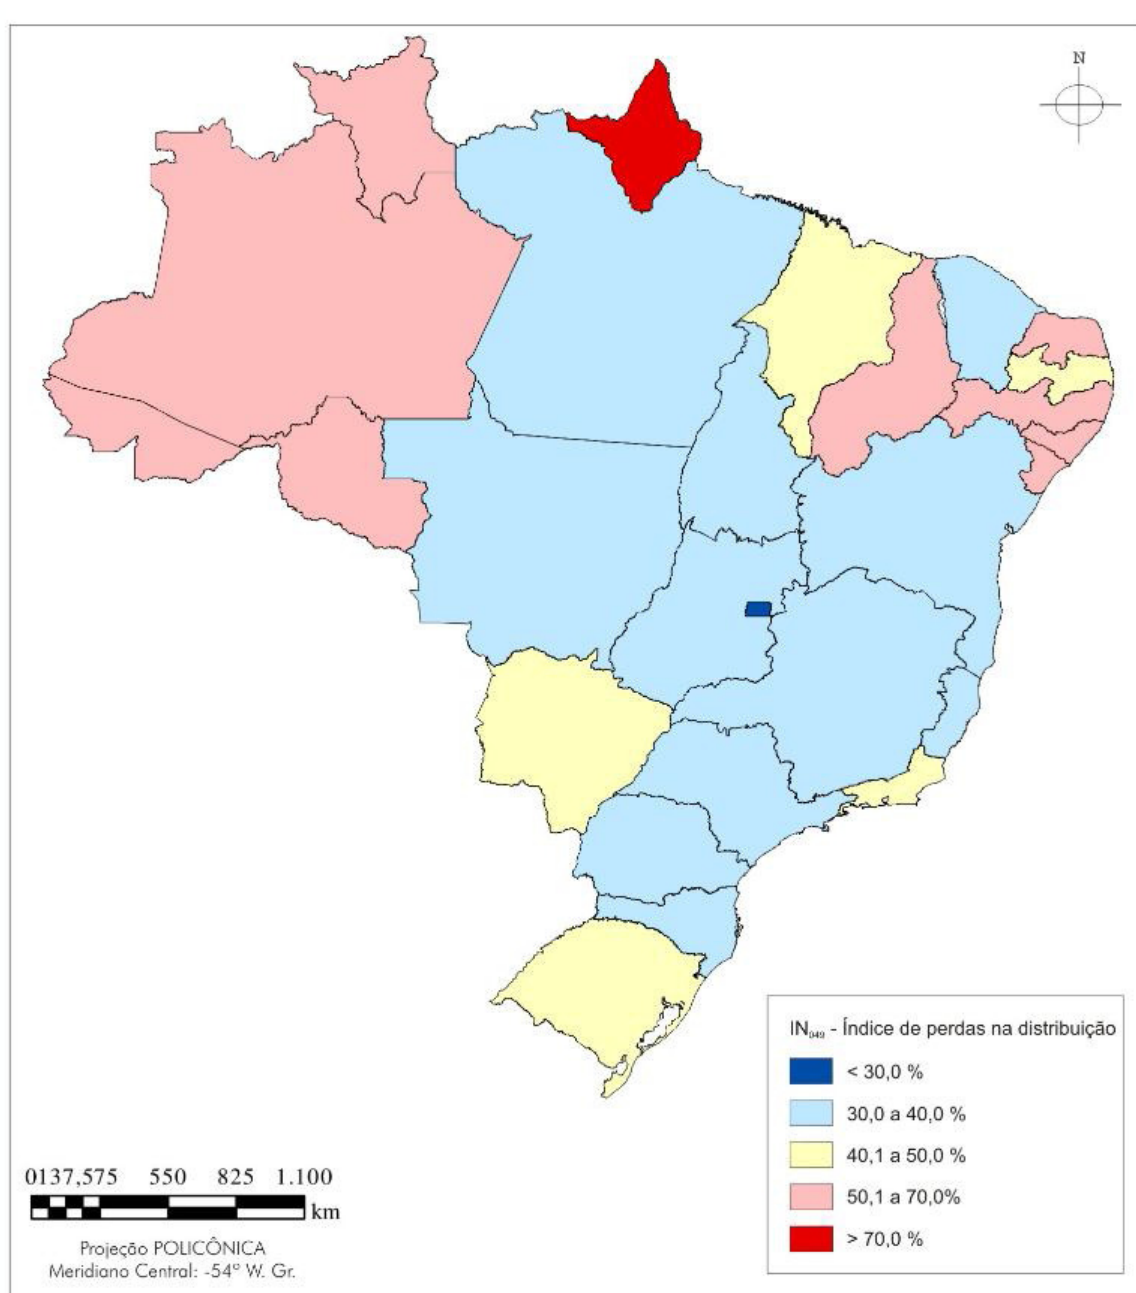 N
IN₀₄₉ - Índice de perdas na distribuição
< 30,0 %
30,0 a 40,0 %
40,1 a 50,0 %
50,1 a 70,0%
> 70,0 %
0137,575 550 825 1.100
km
Projeção POLICÔNICA
Meridiano Central: -54º W. Gr.